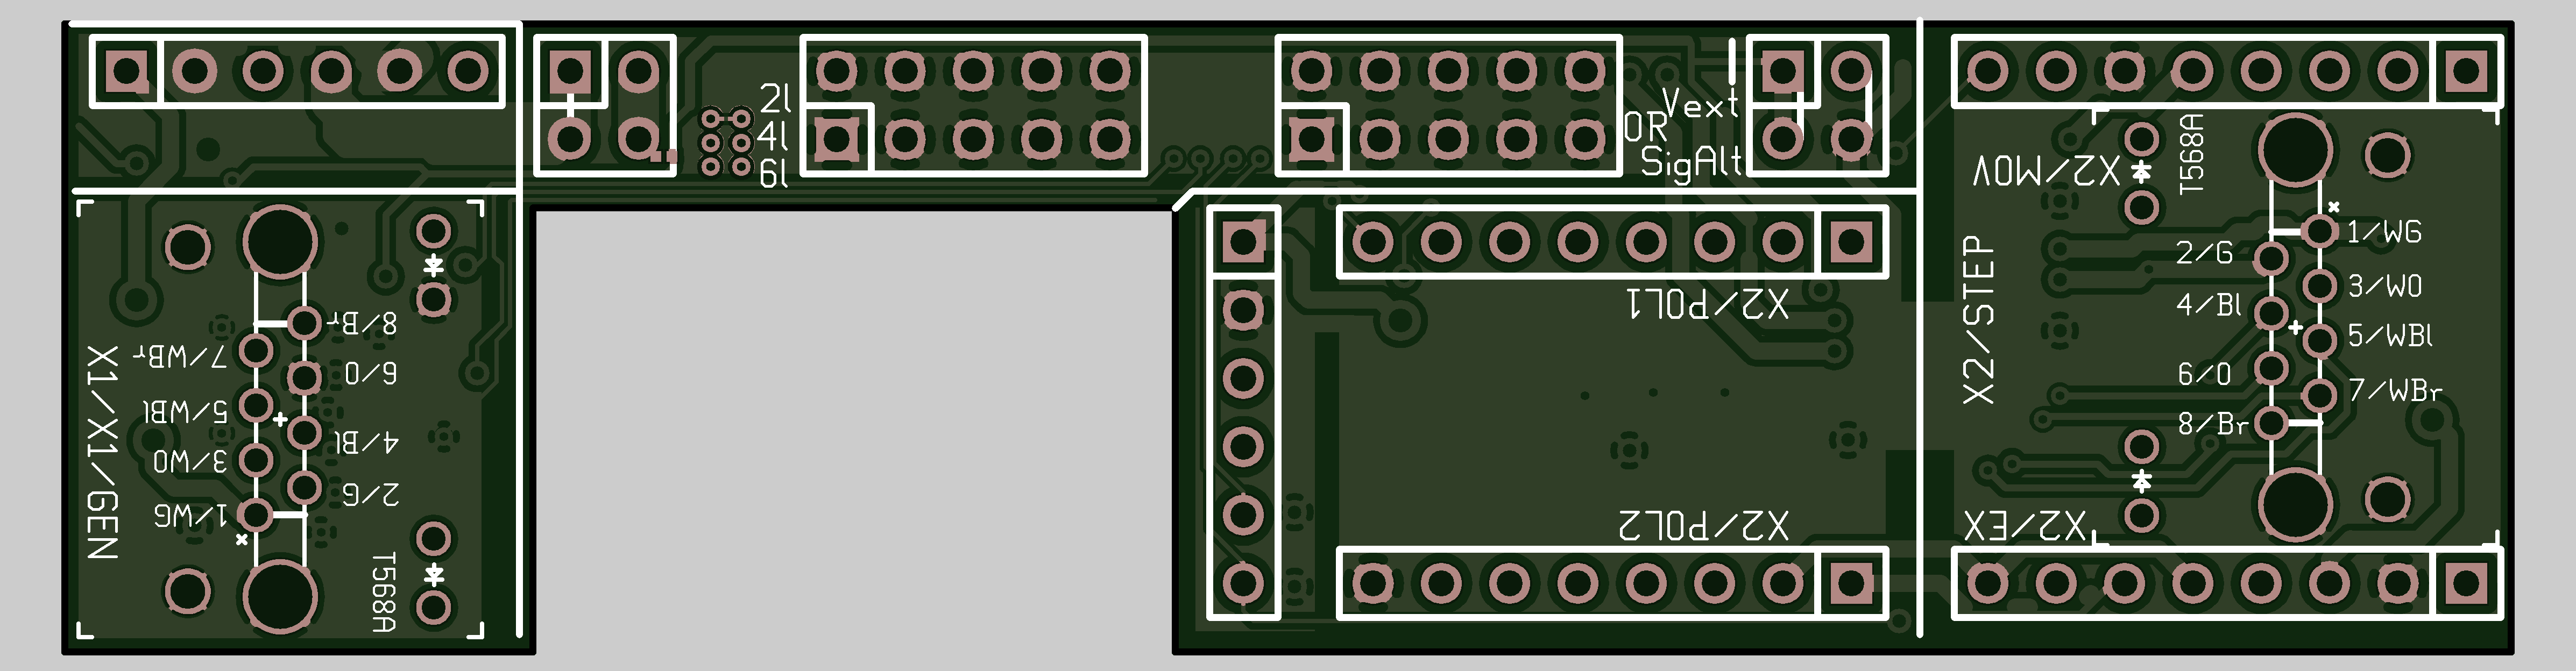 2l
4l
6l
Vext
OR
SigAlt
X2/MOV
T568A
X2/STEP
1/WG
2/G
3/WO
4/Bl
5/WBl
6/O
7/WBr
8/Br
X2/EX
X2/POL1
X2/POL2
X1/X1/GEN
8/Br
7/WBr
6/O
5/WBl
4/Bl
3/WO
2/G
1/WG
T568A